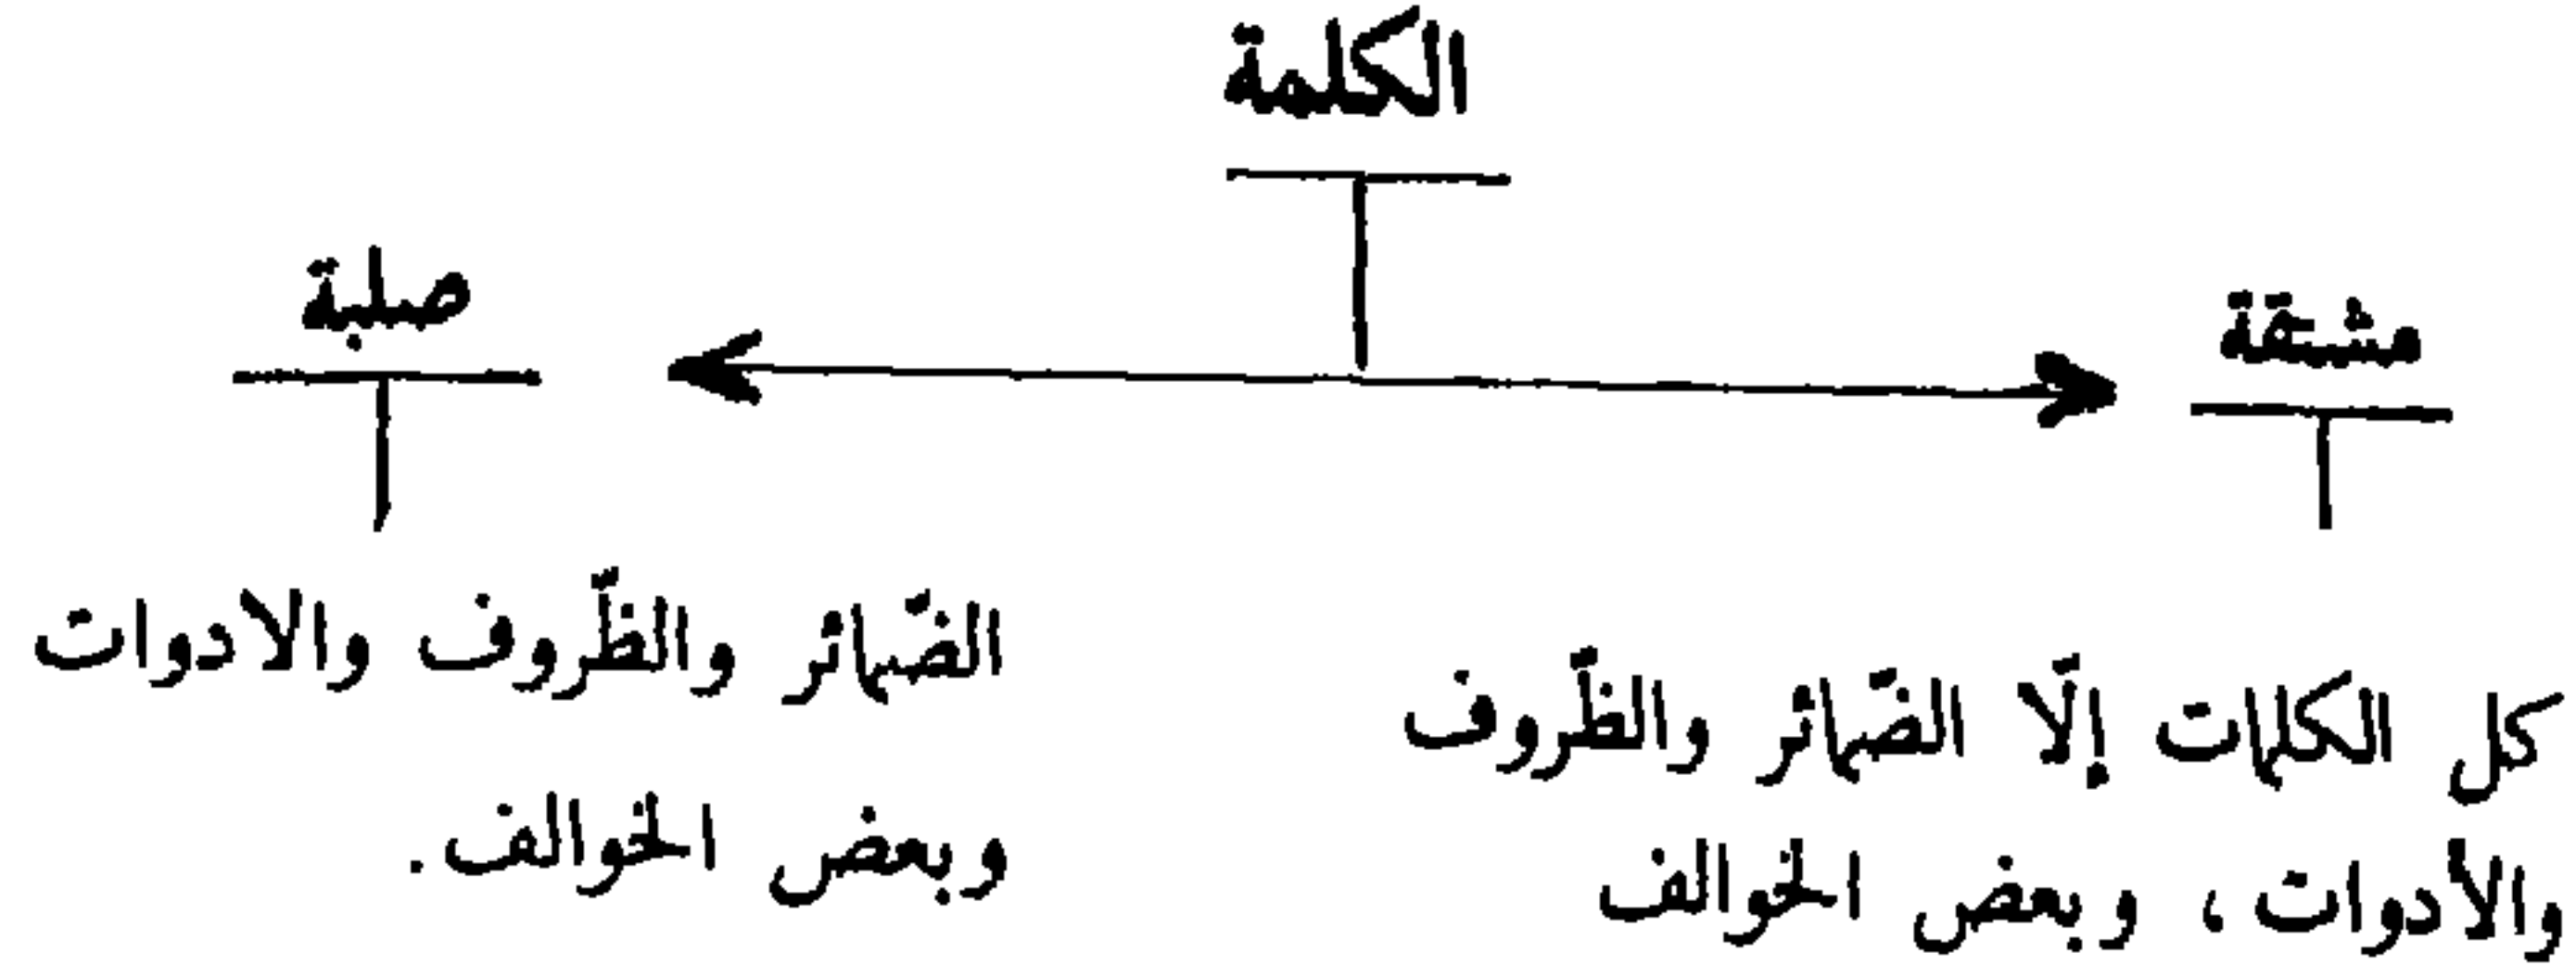 الكلمة
مشتقة
صلبة
كل الكلمات إلّا الضّمائر والظّروف
والأدوات ، وبعض الخوالف
الضّمائر والظّروف والادوات
وبعض الخوالف .